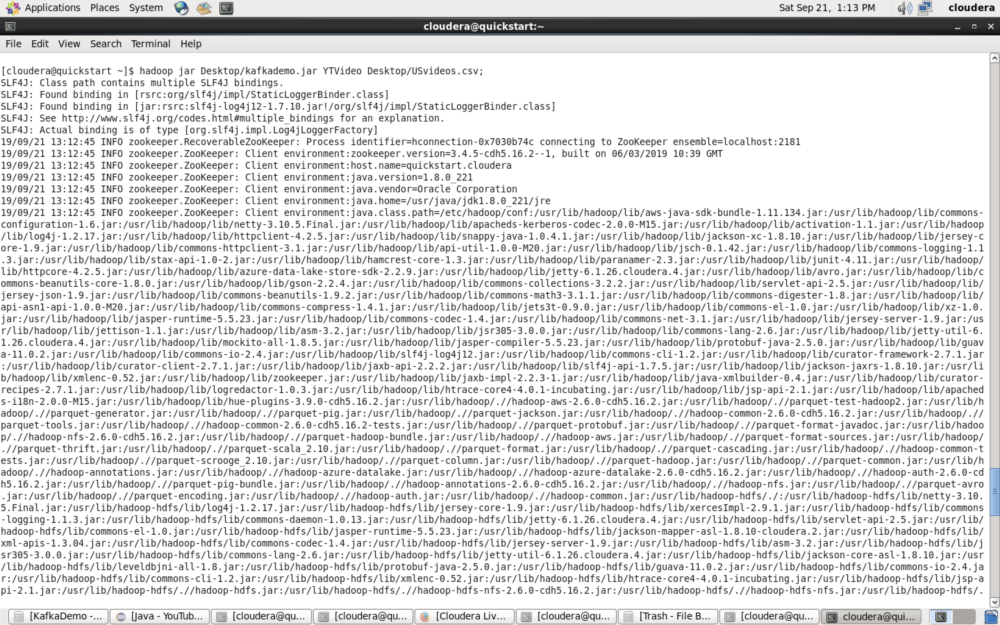 Applications Places System Sat Sep 21, 1:13 PM cloudera
cloudera@quickstart:~
File Edit View Search Terminal Help
[cloudera@quickstart ~]$ hadoop jar Desktop/kafkademo.jar YTVideo Desktop/USvideos.csv;
SLF4J: Class path contains multiple SLF4J bindings.
SLF4J: Found binding in [rsrc:org/slf4j/impl/StaticLoggerBinder.class]
SLF4J: Found binding in [jar:rsrc:slf4j-log4j12-1.7.10.jar!/org/slf4j/impl/StaticLoggerBinder.class]
SLF4J: See http://www.slf4j.org/codes.html#multiple_bindings for an explanation.
SLF4J: Actual binding is of type [org.slf4j.impl.Log4jLoggerFactory]
19/09/21 13:12:45 INFO zookeeper.RecoverableZooKeeper: Process identifier=hconnection-0x7030b74c connecting to ZooKeeper ensemble=localhost:2181
19/09/21 13:12:45 INFO zookeeper.ZooKeeper: Client environment:zookeeper.version=3.4.5-cdh5.16.2--1, built on 06/03/2019 10:39 GMT
19/09/21 13:12:45 INFO zookeeper.ZooKeeper: Client environment:host.name=quickstart.cloudera
19/09/21 13:12:45 INFO zookeeper.ZooKeeper: Client environment:java.version=1.8.0_221
19/09/21 13:12:45 INFO zookeeper.ZooKeeper: Client environment:java.vendor=Oracle Corporation
19/09/21 13:12:45 INFO zookeeper.ZooKeeper: Client environment:java.home=/usr/java/jdk1.8.0_221/jre
19/09/21 13:12:45 INFO zookeeper.ZooKeeper: Client environment:java.class.path=/etc/hadoop/conf:/usr/lib/hadoop/lib/aws-java-sdk-bundle-1.11.134.jar:/usr/lib/hadoop/lib/commons-
configuration-1.6.jar:/usr/lib/hadoop/lib/netty-3.10.5.Final.jar:/usr/lib/hadoop/lib/apacheds-kerberos-codec-2.0.0-M15.jar:/usr/lib/hadoop/lib/activation-1.1.jar:/usr/lib/hadoop
/lib/log4j-1.2.17.jar:/usr/lib/hadoop/lib/httpclient-4.2.5.jar:/usr/lib/hadoop/lib/snappy-java-1.0.4.1.jar:/usr/lib/hadoop/lib/jackson-xc-1.8.10.jar:/usr/lib/hadoop/lib/jersey-c
ore-1.9.jar:/usr/lib/hadoop/lib/commons-httpclient-3.1.jar:/usr/lib/hadoop/lib/api-util-1.0.0-M20.jar:/usr/lib/hadoop/lib/jsch-0.1.42.jar:/usr/lib/hadoop/lib/commons-logging-1.1
.3.jar:/usr/lib/hadoop/lib/stax-api-1.0-2.jar:/usr/lib/hadoop/lib/hamcrest-core-1.3.jar:/usr/lib/hadoop/lib/paranamer-2.3.jar:/usr/lib/hadoop/lib/junit-4.11.jar:/usr/lib/hadoop/
lib/httpcore-4.2.5.jar:/usr/lib/hadoop/lib/azure-data-lake-store-sdk-2.2.9.jar:/usr/lib/hadoop/lib/jetty-6.1.26.cloudera.4.jar:/usr/lib/hadoop/lib/avro.jar:/usr/lib/hadoop/lib/c
ommons-beanutils-core-1.8.0.jar:/usr/lib/hadoop/lib/gson-2.2.4.jar:/usr/lib/hadoop/lib/commons-collections-3.2.2.jar:/usr/lib/hadoop/lib/servlet-api-2.5.jar:/usr/lib/hadoop/lib/
jersey-json-1.9.jar:/usr/lib/hadoop/lib/commons-beanutils-1.9.2.jar:/usr/lib/hadoop/lib/commons-math3-3.1.1.jar:/usr/lib/hadoop/lib/commons-digester-1.8.jar:/usr/lib/hadoop/lib/
api-asn1-api-1.0.0-M20.jar:/usr/lib/hadoop/lib/commons-compress-1.4.1.jar:/usr/lib/hadoop/lib/jets3t-0.9.0.jar:/usr/lib/hadoop/lib/commons-el-1.0.jar:/usr/lib/hadoop/lib/xz-1.0.
jar:/usr/lib/hadoop/lib/jasper-runtime-5.5.23.jar:/usr/lib/hadoop/lib/commons-codec-1.4.jar:/usr/lib/hadoop/lib/commons-net-3.1.jar:/usr/lib/hadoop/lib/jersey-server-1.9.jar:/us
r/lib/hadoop/lib/jettison-1.1.jar:/usr/lib/hadoop/lib/asm-3.2.jar:/usr/lib/hadoop/lib/jsr305-3.0.0.jar:/usr/lib/hadoop/lib/commons-lang-2.6.jar:/usr/lib/hadoop/lib/jetty-util-6.
1.26.cloudera.4.jar:/usr/lib/hadoop/lib/mockito-all-1.8.5.jar:/usr/lib/hadoop/lib/jasper-compiler-5.5.23.jar:/usr/lib/hadoop/lib/protobuf-java-2.5.0.jar:/usr/lib/hadoop/lib/guav
a-11.0.2.jar:/usr/lib/hadoop/lib/commons-io-2.4.jar:/usr/lib/hadoop/lib/slf4j-log4j12.jar:/usr/lib/hadoop/lib/commons-cli-1.2.jar:/usr/lib/hadoop/lib/curator-framework-2.7.1.jar
:/usr/lib/hadoop/lib/curator-client-2.7.1.jar:/usr/lib/hadoop/lib/jaxb-api-2.2.2.jar:/usr/lib/hadoop/lib/slf4j-api-1.7.5.jar:/usr/lib/hadoop/lib/jackson-jaxrs-1.8.10.jar:/usr/li
b/hadoop/lib/xmlenc-0.52.jar:/usr/lib/hadoop/lib/zookeeper.jar:/usr/lib/hadoop/lib/jaxb-impl-2.2.3-1.jar:/usr/lib/hadoop/lib/java-xmlbuilder-0.4.jar:/usr/lib/hadoop/lib/curator-
recipes-2.7.1.jar:/usr/lib/hadoop/lib/logredactor-1.0.3.jar:/usr/lib/hadoop/lib/htrace-core4-4.0.1-incubating.jar:/usr/lib/hadoop/lib/jsp-api-2.1.jar:/usr/lib/hadoop/lib/apached
s-i18n-2.0.0-M15.jar:/usr/lib/hadoop/lib/hue-plugins-3.9.0-cdh5.16.2.jar:/usr/lib/hadoop/.//hadoop-aws-2.6.0-cdh5.16.2.jar:/usr/lib/hadoop/.//parquet-test-hadoop2.jar:/usr/lib/h
adoop/.//parquet-generator.jar:/usr/lib/hadoop/.//parquet-pig.jar:/usr/lib/hadoop/.//parquet-jackson.jar:/usr/lib/hadoop/.//hadoop-common-2.6.0-cdh5.16.2.jar:/usr/lib/hadoop/.//
parquet-tools.jar:/usr/lib/hadoop/.//hadoop-common-2.6.0-cdh5.16.2-tests.jar:/usr/lib/hadoop/.//parquet-protobuf.jar:/usr/lib/hadoop/.//parquet-format-javadoc.jar:/usr/lib/hadoo
p/.//hadoop-nfs-2.6.0-cdh5.16.2.jar:/usr/lib/hadoop/.//parquet-hadoop-bundle.jar:/usr/lib/hadoop/.//hadoop-aws.jar:/usr/lib/hadoop/.//parquet-format-sources.jar:/usr/lib/hadoop/
.//parquet-thrift.jar:/usr/lib/hadoop/.//parquet-scala_2.10.jar:/usr/lib/hadoop/.//parquet-format.jar:/usr/lib/hadoop/.//parquet-cascading.jar:/usr/lib/hadoop/.//hadoop-common-t
ests.jar:/usr/lib/hadoop/.//parquet-scrooge_2.10.jar:/usr/lib/hadoop/.//parquet-column.jar:/usr/lib/hadoop/.//parquet-hadoop.jar:/usr/lib/hadoop/.//parquet-common.jar:/usr/lib/h
adoop/.//hadoop-annotations.jar:/usr/lib/hadoop/.//hadoop-azure-datalake.jar:/usr/lib/hadoop/.//hadoop-azure-datalake-2.6.0-cdh5.16.2.jar:/usr/lib/hadoop/.//hadoop-auth-2.6.0-cd
h5.16.2.jar:/usr/lib/hadoop/.//parquet-pig-bundle.jar:/usr/lib/hadoop/.//hadoop-annotations-2.6.0-cdh5.16.2.jar:/usr/lib/hadoop/.//hadoop-nfs.jar:/usr/lib/hadoop/.//parquet-avro
.jar:/usr/lib/hadoop/.//parquet-encoding.jar:/usr/lib/hadoop/.//hadoop-auth.jar:/usr/lib/hadoop/.//hadoop-common.jar:/usr/lib/hadoop-hdfs/./:/usr/lib/hadoop-hdfs/lib/netty-3.10.
5.Final.jar:/usr/lib/hadoop-hdfs/lib/log4j-1.2.17.jar:/usr/lib/hadoop-hdfs/lib/jersey-core-1.9.jar:/usr/lib/hadoop-hdfs/lib/xercesImpl-2.9.1.jar:/usr/lib/hadoop-hdfs/lib/commons
-logging-1.1.3.jar:/usr/lib/hadoop-hdfs/lib/commons-daemon-1.0.13.jar:/usr/lib/hadoop-hdfs/lib/jetty-6.1.26.cloudera.4.jar:/usr/lib/hadoop-hdfs/lib/servlet-api-2.5.jar:/usr/lib/
hadoop-hdfs/lib/commons-el-1.0.jar:/usr/lib/hadoop-hdfs/lib/jasper-runtime-5.5.23.jar:/usr/lib/hadoop-hdfs/lib/jackson-mapper-asl-1.8.10-cloudera.2.jar:/usr/lib/hadoop-hdfs/lib/
xml-apis-1.3.04.jar:/usr/lib/hadoop-hdfs/lib/commons-codec-1.4.jar:/usr/lib/hadoop-hdfs/lib/jersey-server-1.9.jar:/usr/lib/hadoop-hdfs/lib/asm-3.2.jar:/usr/lib/hadoop-hdfs/lib/j
sr305-3.0.0.jar:/usr/lib/hadoop-hdfs/lib/commons-lang-2.6.jar:/usr/lib/hadoop-hdfs/lib/jetty-util-6.1.26.cloudera.4.jar:/usr/lib/hadoop-hdfs/lib/jackson-core-asl-1.8.10.jar:/usr
/lib/hadoop-hdfs/lib/leveldbjni-all-1.8.jar:/usr/lib/hadoop-hdfs/lib/protobuf-java-2.5.0.jar:/usr/lib/hadoop-hdfs/lib/guava-11.0.2.jar:/usr/lib/hadoop-hdfs/lib/commons-io-2.4.ja
r:/usr/lib/hadoop-hdfs/lib/commons-cli-1.2.jar:/usr/lib/hadoop-hdfs/lib/xmlenc-0.52.jar:/usr/lib/hadoop-hdfs/lib/htrace-core4-4.0.1-incubating.jar:/usr/lib/hadoop-hdfs/lib/jsp-a
pi-2.1.jar:/usr/lib/hadoop-hdfs/.//hadoop-hdfs.jar:/usr/lib/hadoop-hdfs/.//hadoop-hdfs-nfs-2.6.0-cdh5.16.2.jar:/usr/lib/hadoop-hdfs/.//hadoop-hdfs-nfs.jar:/usr/lib/hadoop-hdfs/.
[KafkaDemo -... [Java - YouTub... [cloudera@qu... [cloudera@qu... [Cloudera Liv... [cloudera@qu... [Trash - File B... [cloudera@qu... cloudera@qui...